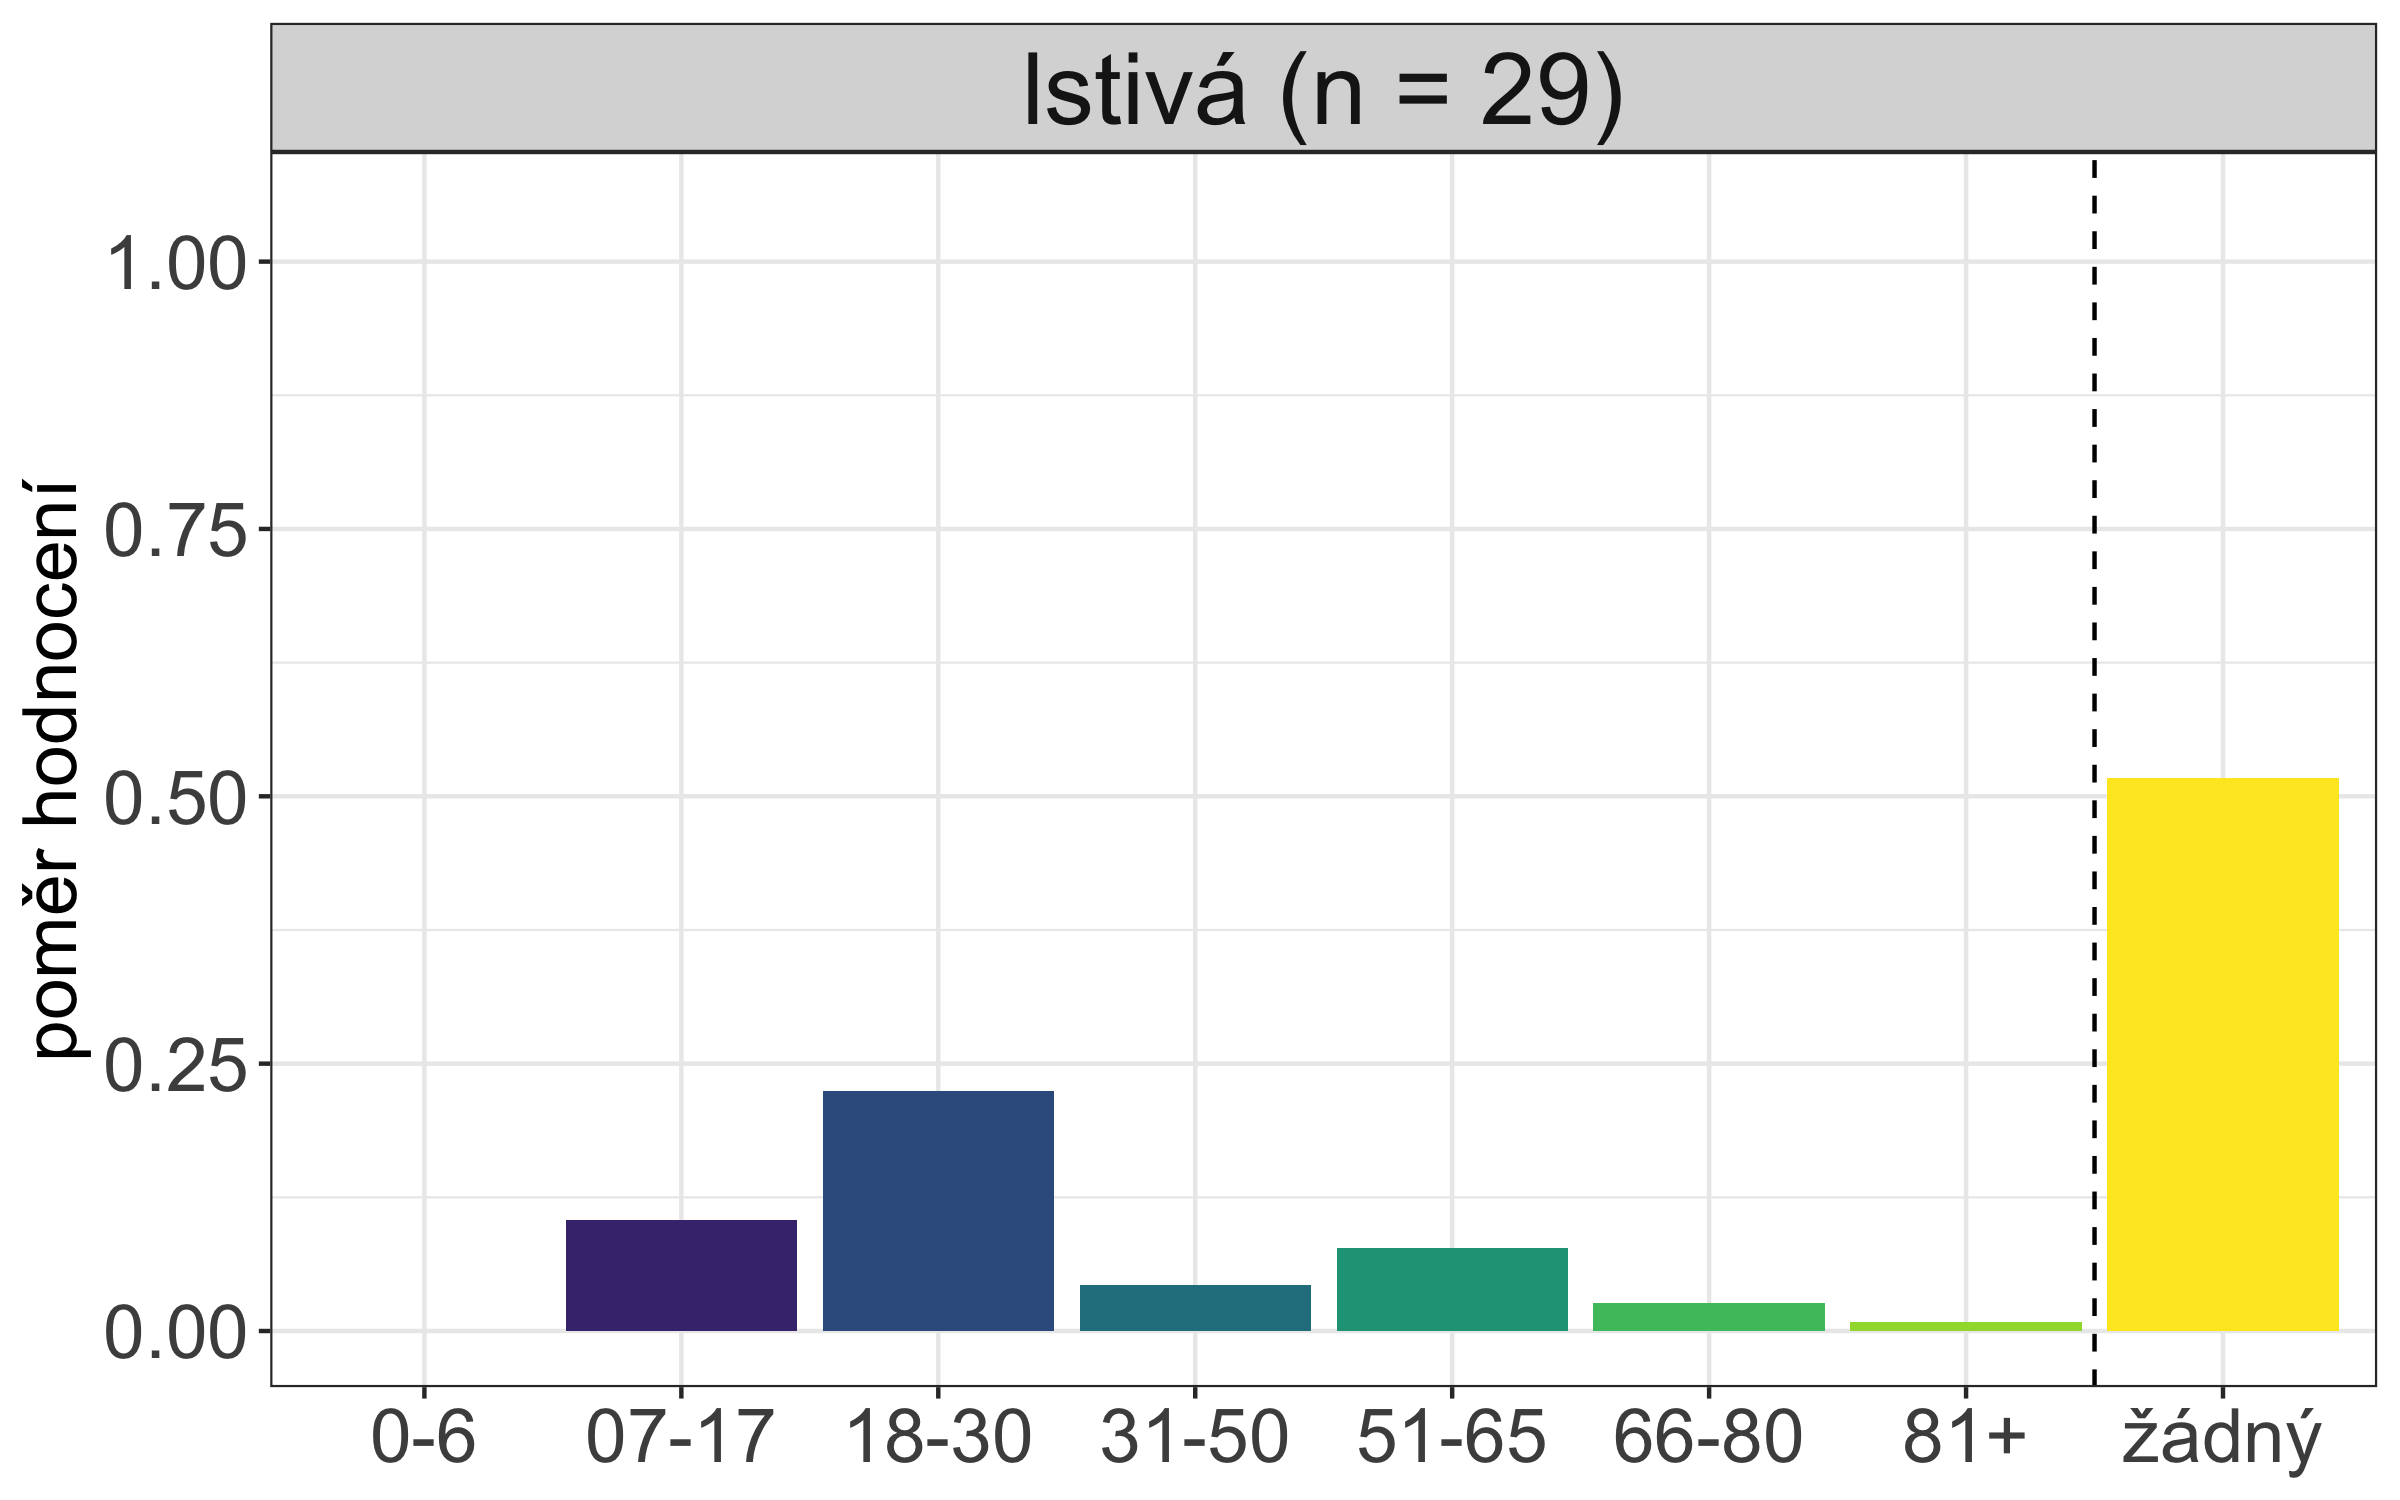 lstivá (n = 29)
poměr hodnocení
1.00
0.75
0.50
0.25
0.00
0-6 07-17 18-30 31-50 51-65 66-80 81+ žádný